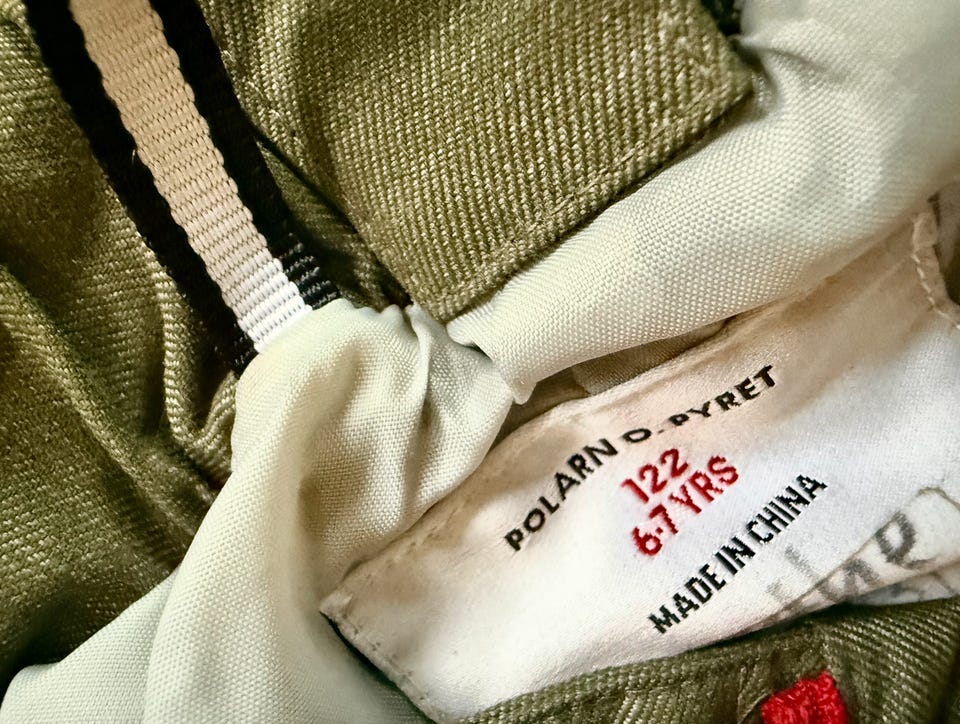 POLARN O. PYRET
122
6-7 YRS
MADE IN CHINA